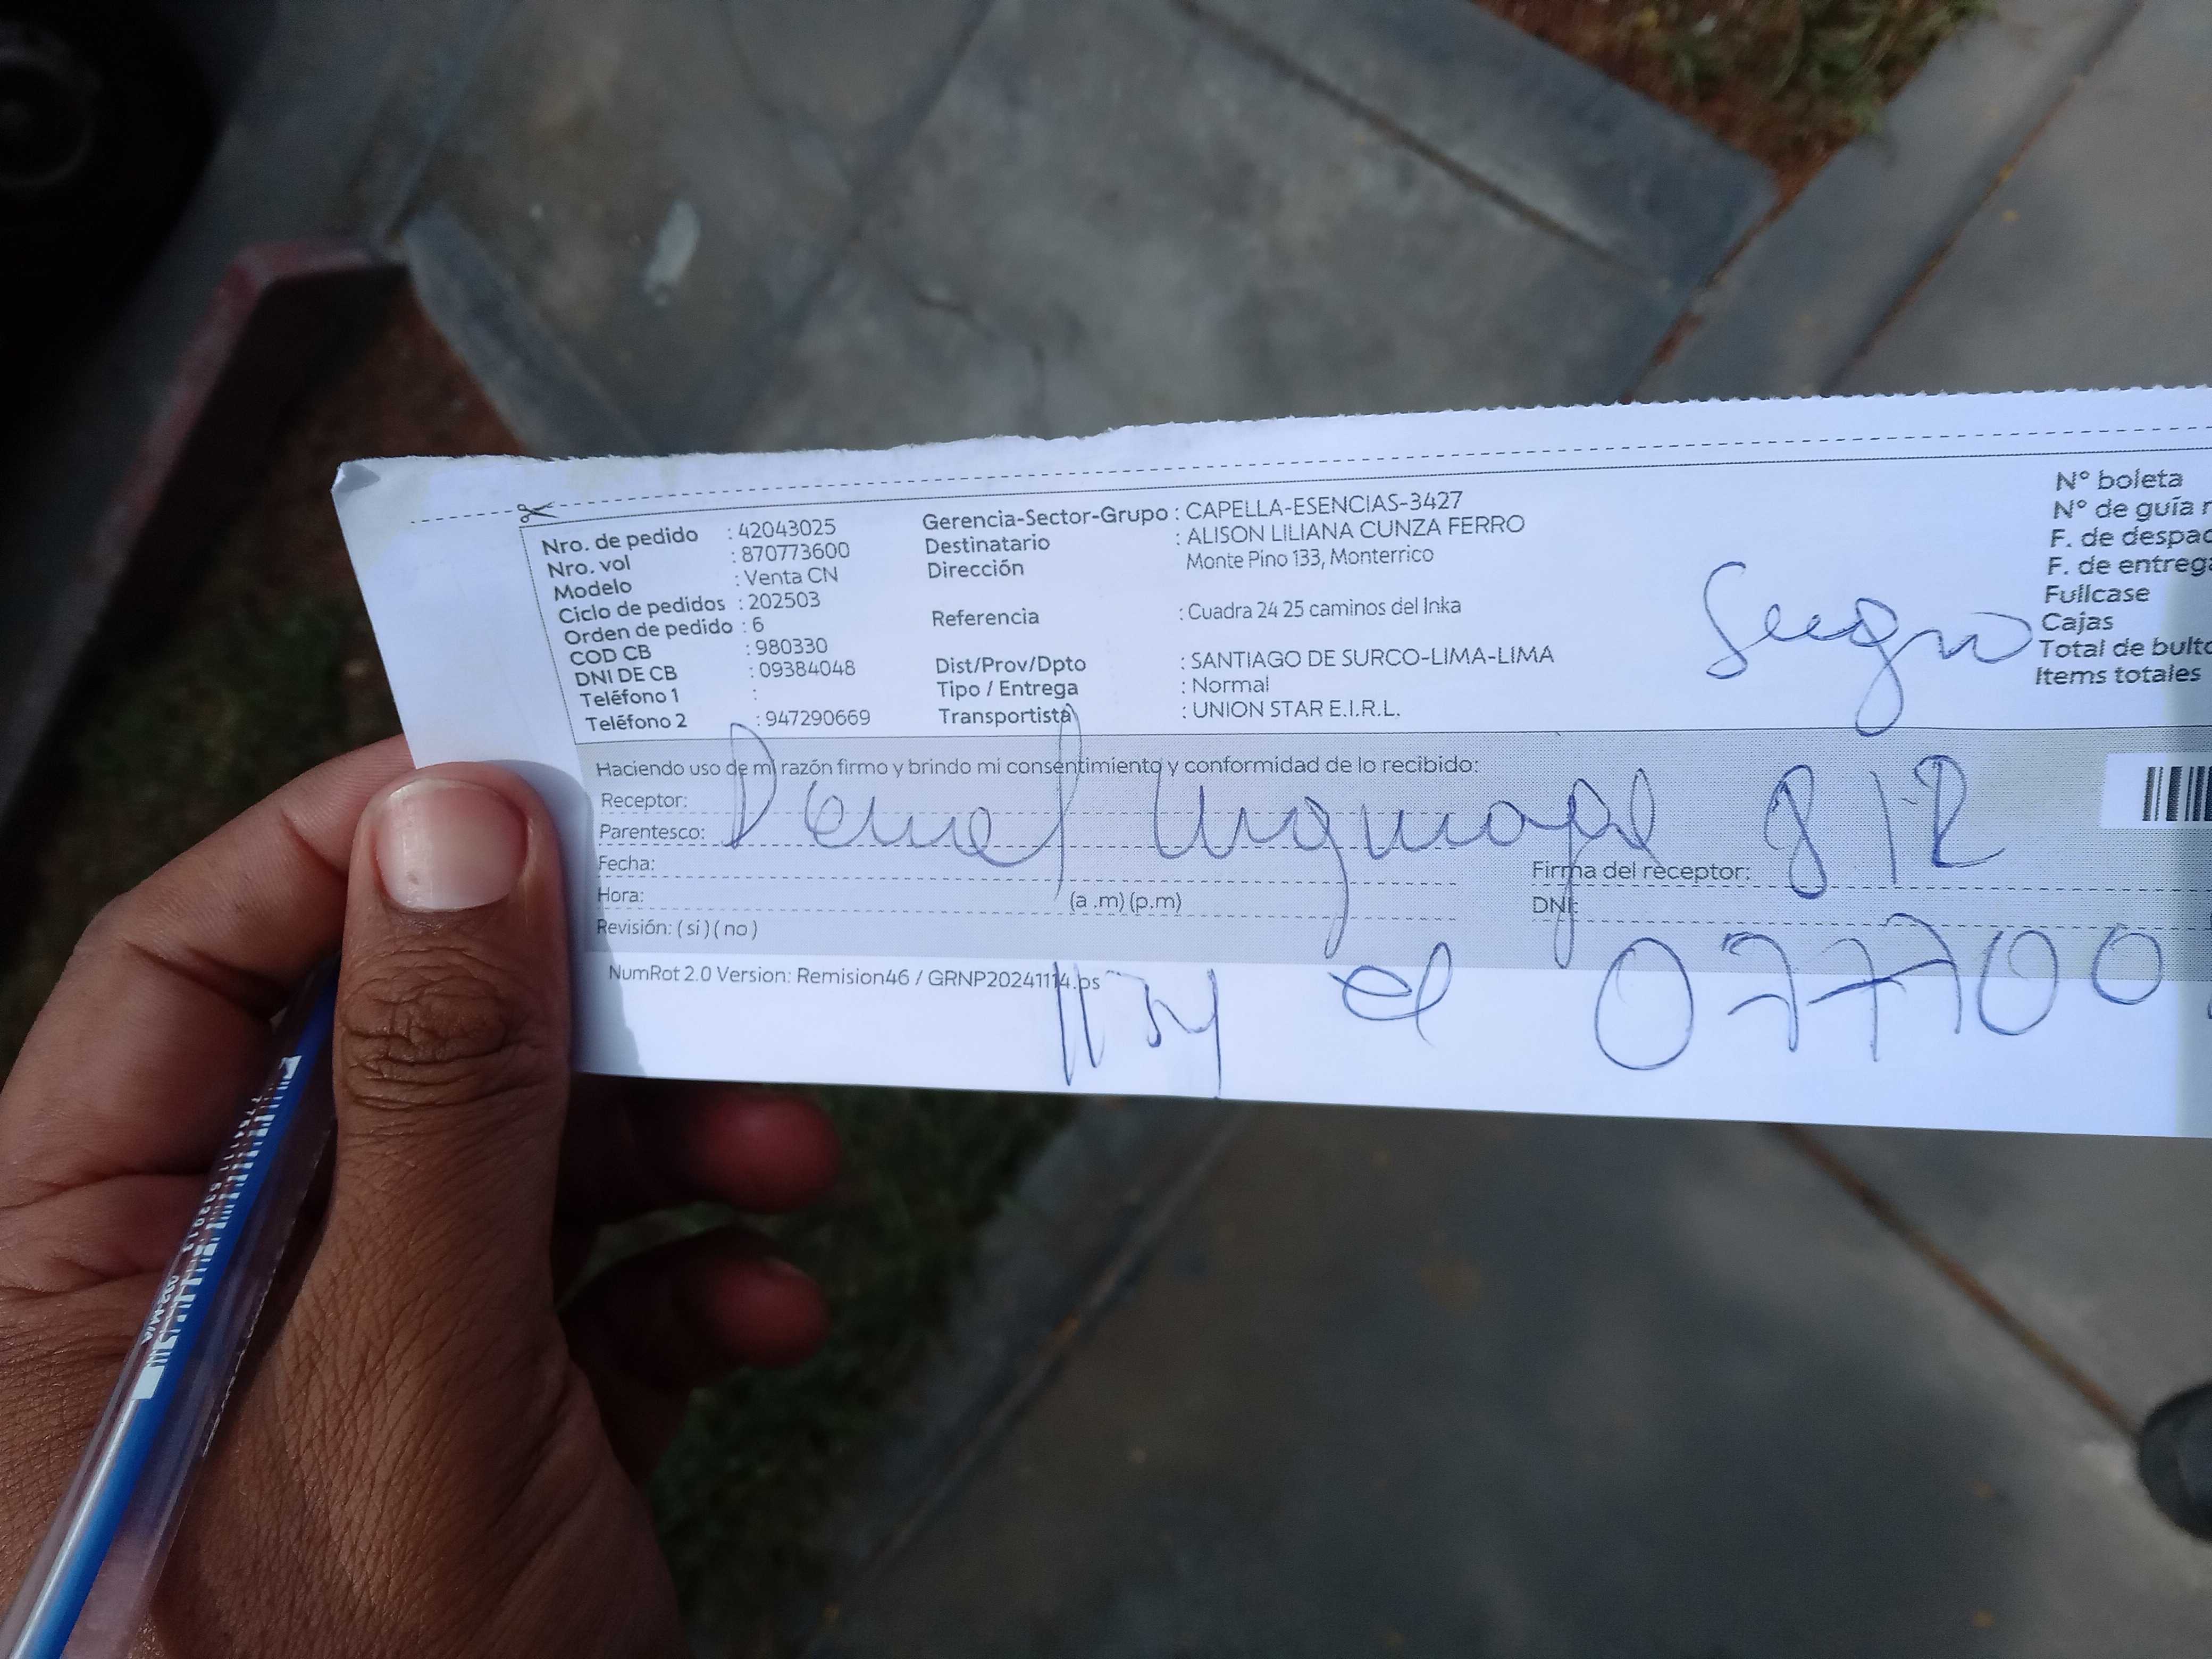 Nro. de pedido : 42043025
Nro. vol : 870773600
Modelo : Venta CN
Ciclo de pedidos : 202503
Orden de pedido : 6
COD CB : 980330
DNI DE CB : 09384048
Teléfono 1 :
Teléfono 2 : 947290669
Gerencia-Sector-Grupo : CAPELLA-ESENCIAS-3427
Destinatario : ALISON LILIANA CUNZA FERRO
Dirección Monte Pino 133, Monterrico
Referencia : Cuadra 24 25 caminos del Inka
Dist/Prov/Dpto : SANTIAGO DE SURCO-LIMA-LIMA
Tipo / Entrega : Normal
Transportista : UNION STAR E.I.R.L.
N° boleta
N° de guía r
F. de despac
F. de entrega
Fullcase
Cajas
Total de bulto
Items totales
Haciendo uso de mi razón firmo y brindo mi consentimiento y conformidad de lo recibido:
Receptor:
Parentesco:
Fecha:
Hora: (a .m) (p.m)
Revisión: ( si ) ( no )
Firma del receptor:
DNI:
812
07700
NumRot 2.0 Version: Remision46 / GRNP20241114.ps